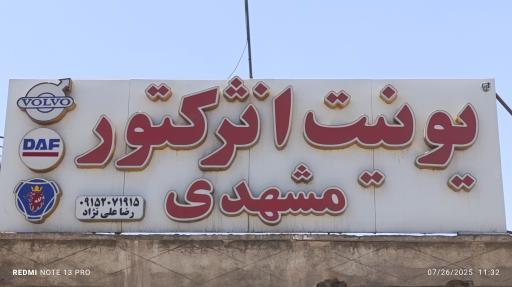 یونیت انژکتور
مشهدی
VOLVO
DAF
۰۹۱۵۲۰۷۱۹۱۵
رضا علی نژاد
REDMI NOTE 13 PRO
07/26/2025 11:32